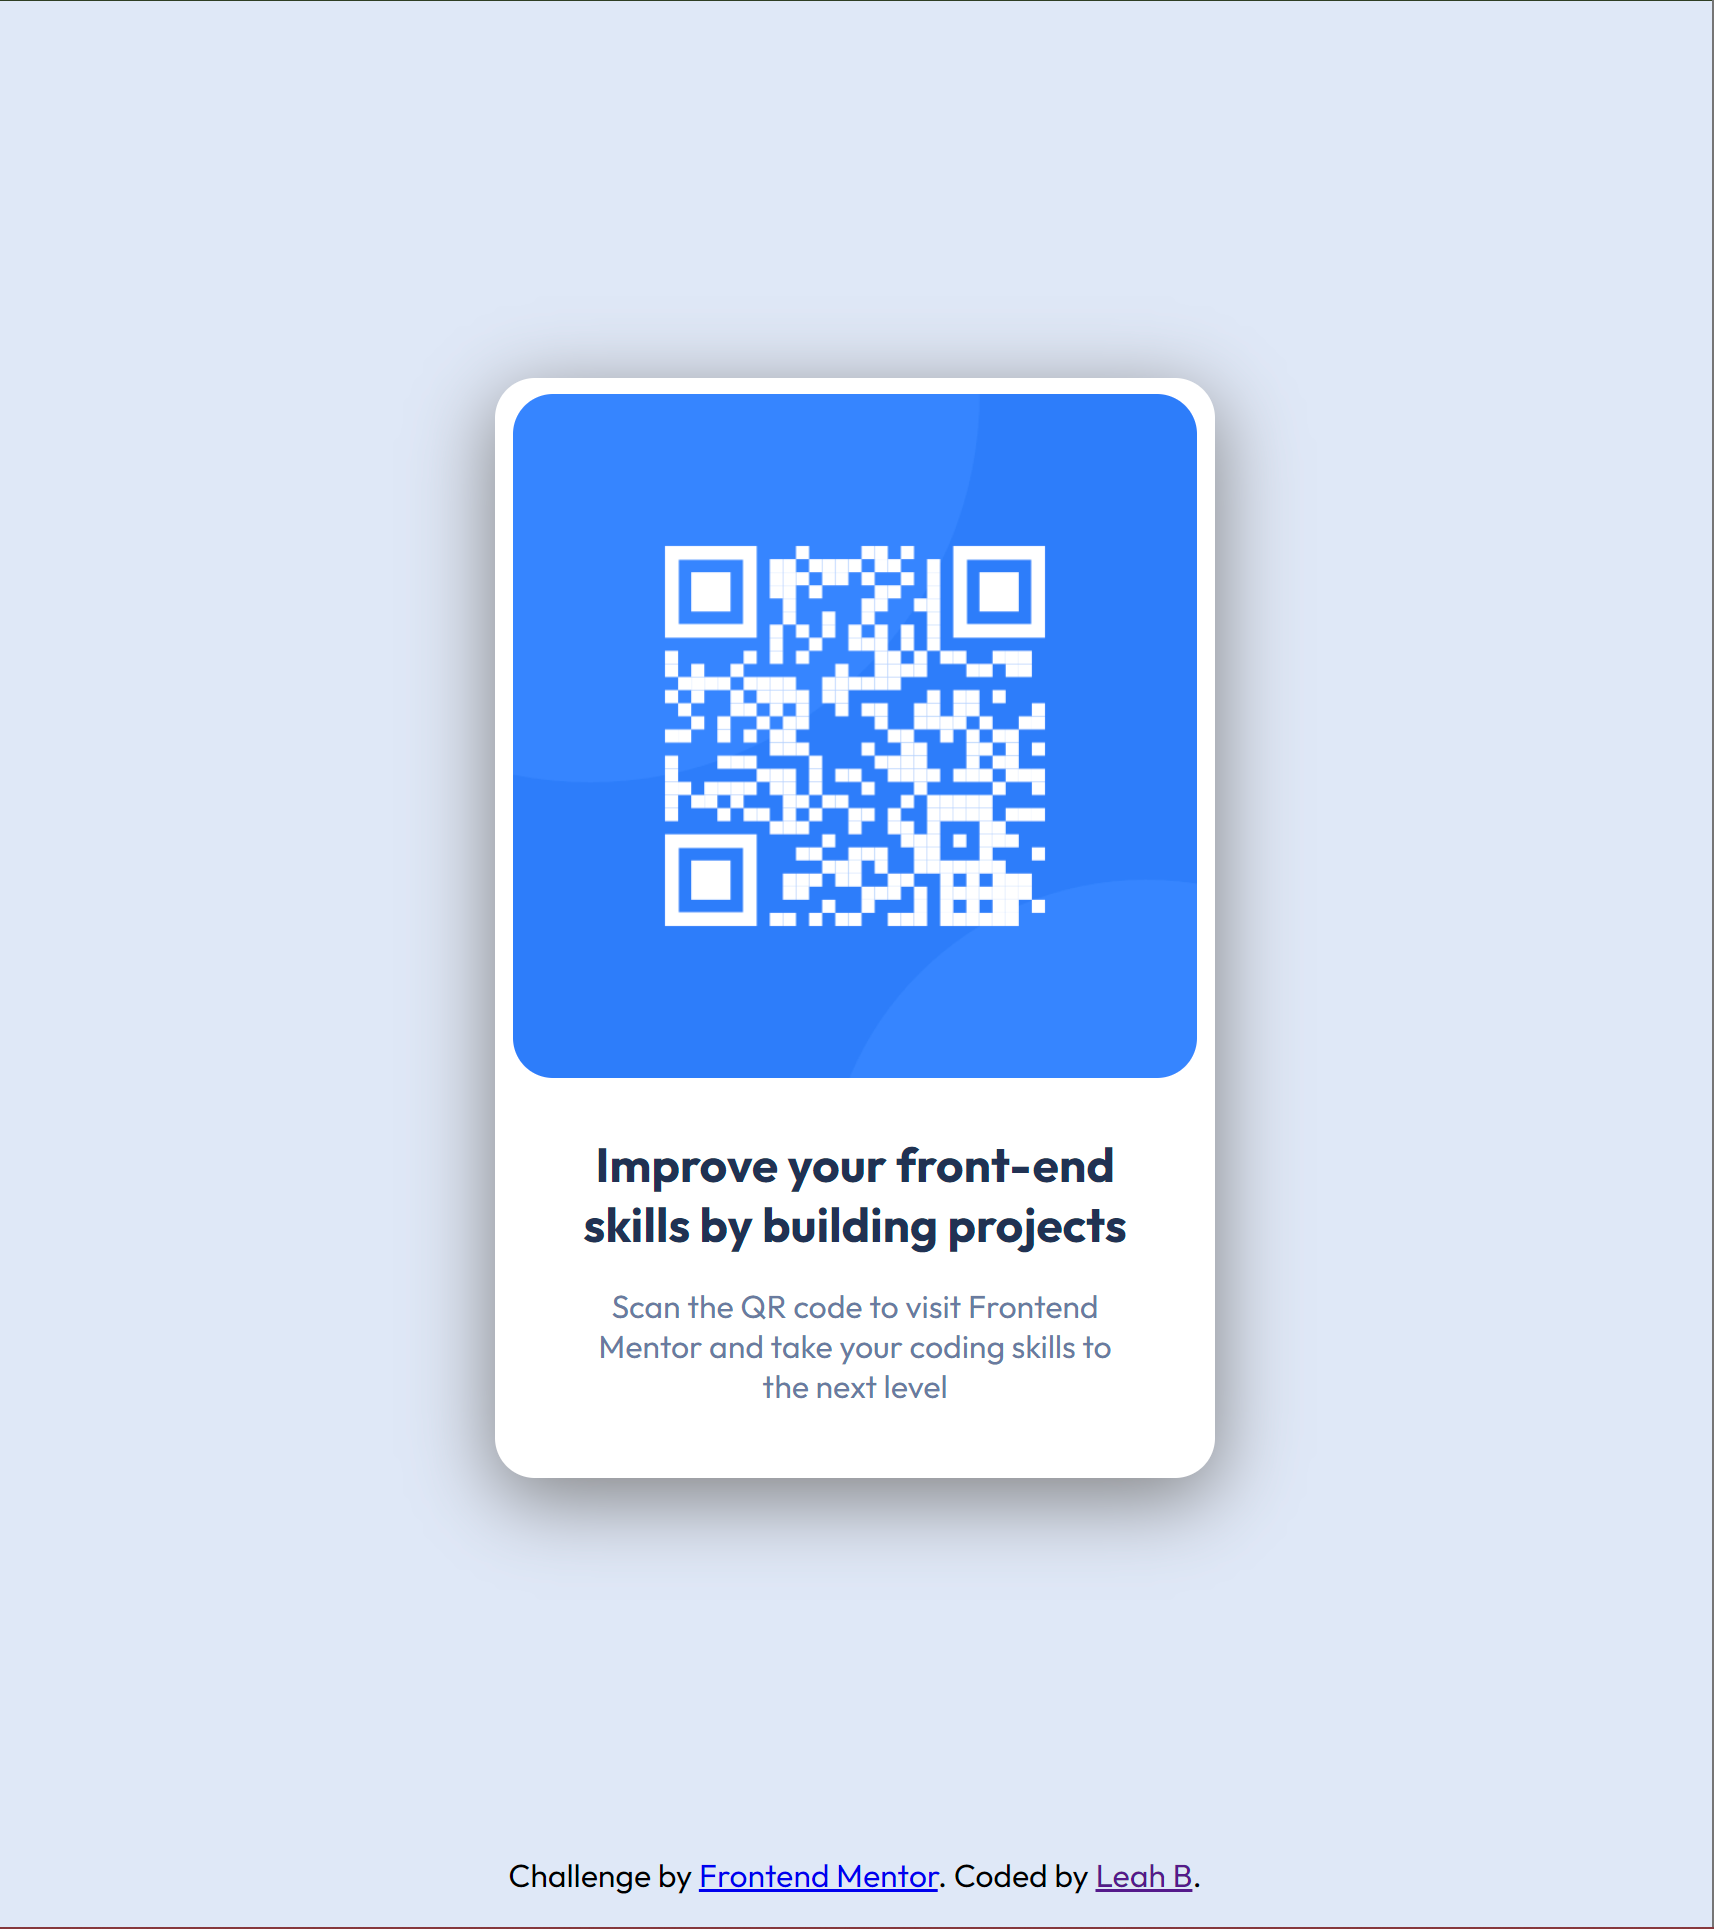 Improve your front-end
skills by building projects
Scan the QR code to visit Frontend
Mentor and take your coding skills to
the next level
Challenge by Frontend Mentor. Coded by Leah B.